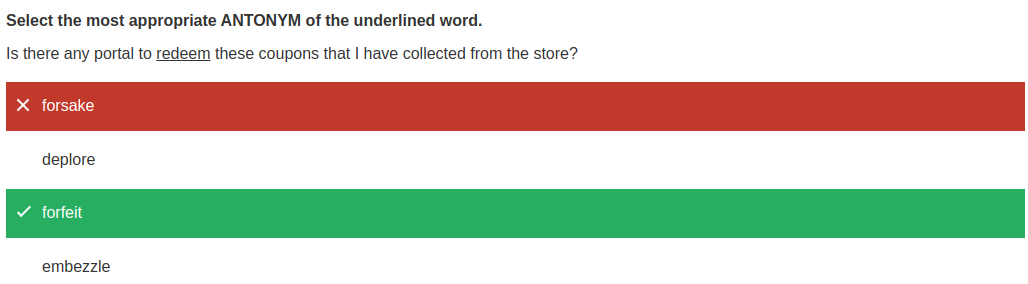 Select the most appropriate ANTONYM of the underlined word.
Is there any portal to redeem these coupons that I have collected from the store?
forsake
deplore
forfeit
embezzle